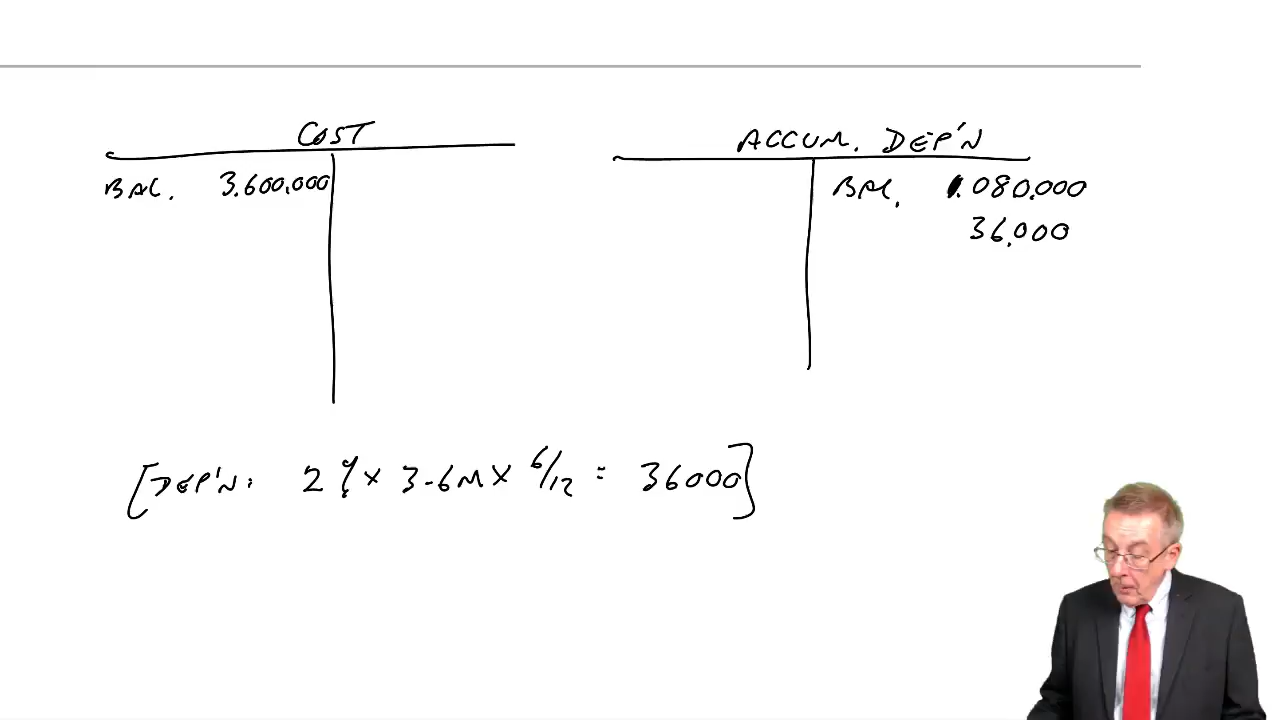 COST
BAL. 3.600.000
ACCUM. DEP'N
BAL. 1.080.000
36.000
[DEP'N: 2% x 3.6M x 6/12 = 36000]